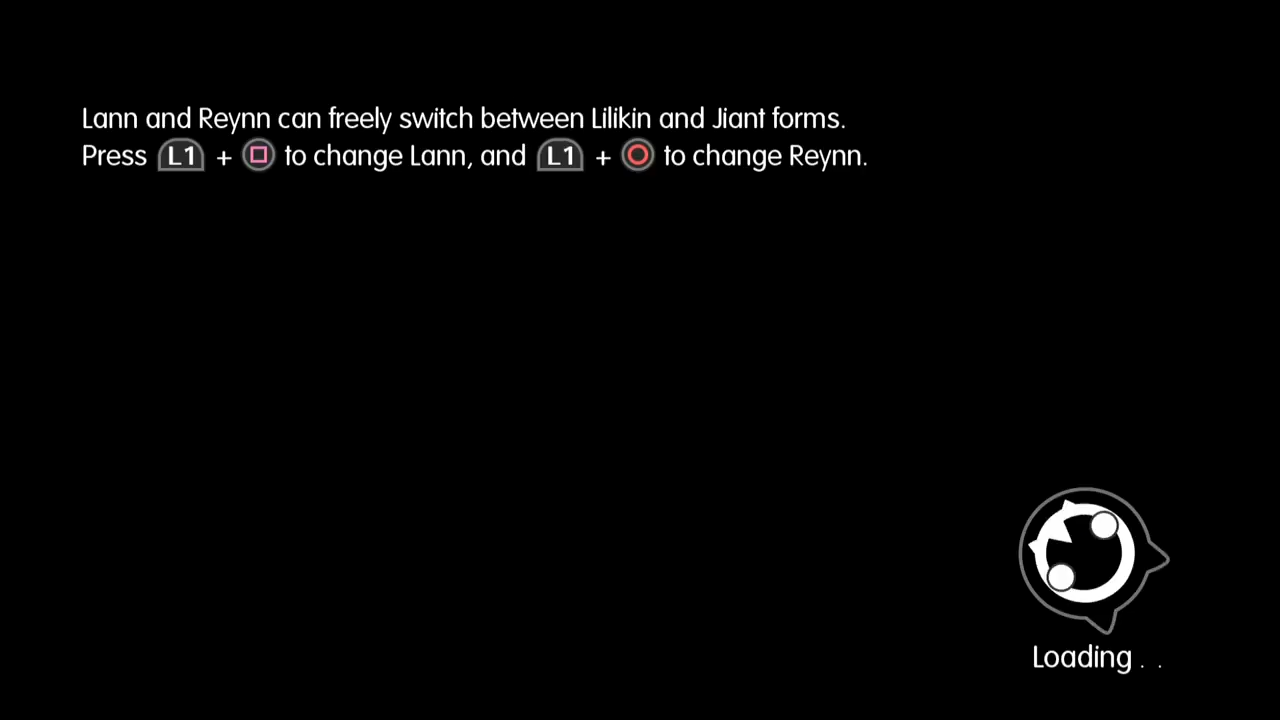 Lann and Reynn can freely switch between Lilikin and Jiant forms.
Press L1 + to change Lann, and L1 + to change Reynn.
Loading . .